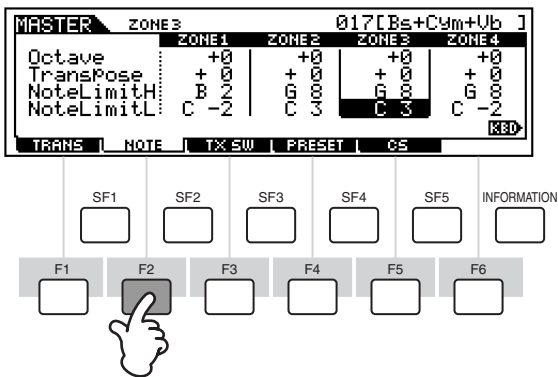 MASTER ZONE3 017[Bs+Cym+Vb ]
ZONE1 ZONE2 ZONE3 ZONE4
Octave +0 +0 +0 +0
Transpose + 0 + 0 + 0 + 0
NoteLimitH: B 2 G 8 G 8 G 8
NoteLimitL: C -2 C 3 C 3 C -2
KBD
TRANS NOTE TX SW PRESET CS
SF1 SF2 SF3 SF4 SF5 INFORMATION
F1 F2 F3 F4 F5 F6